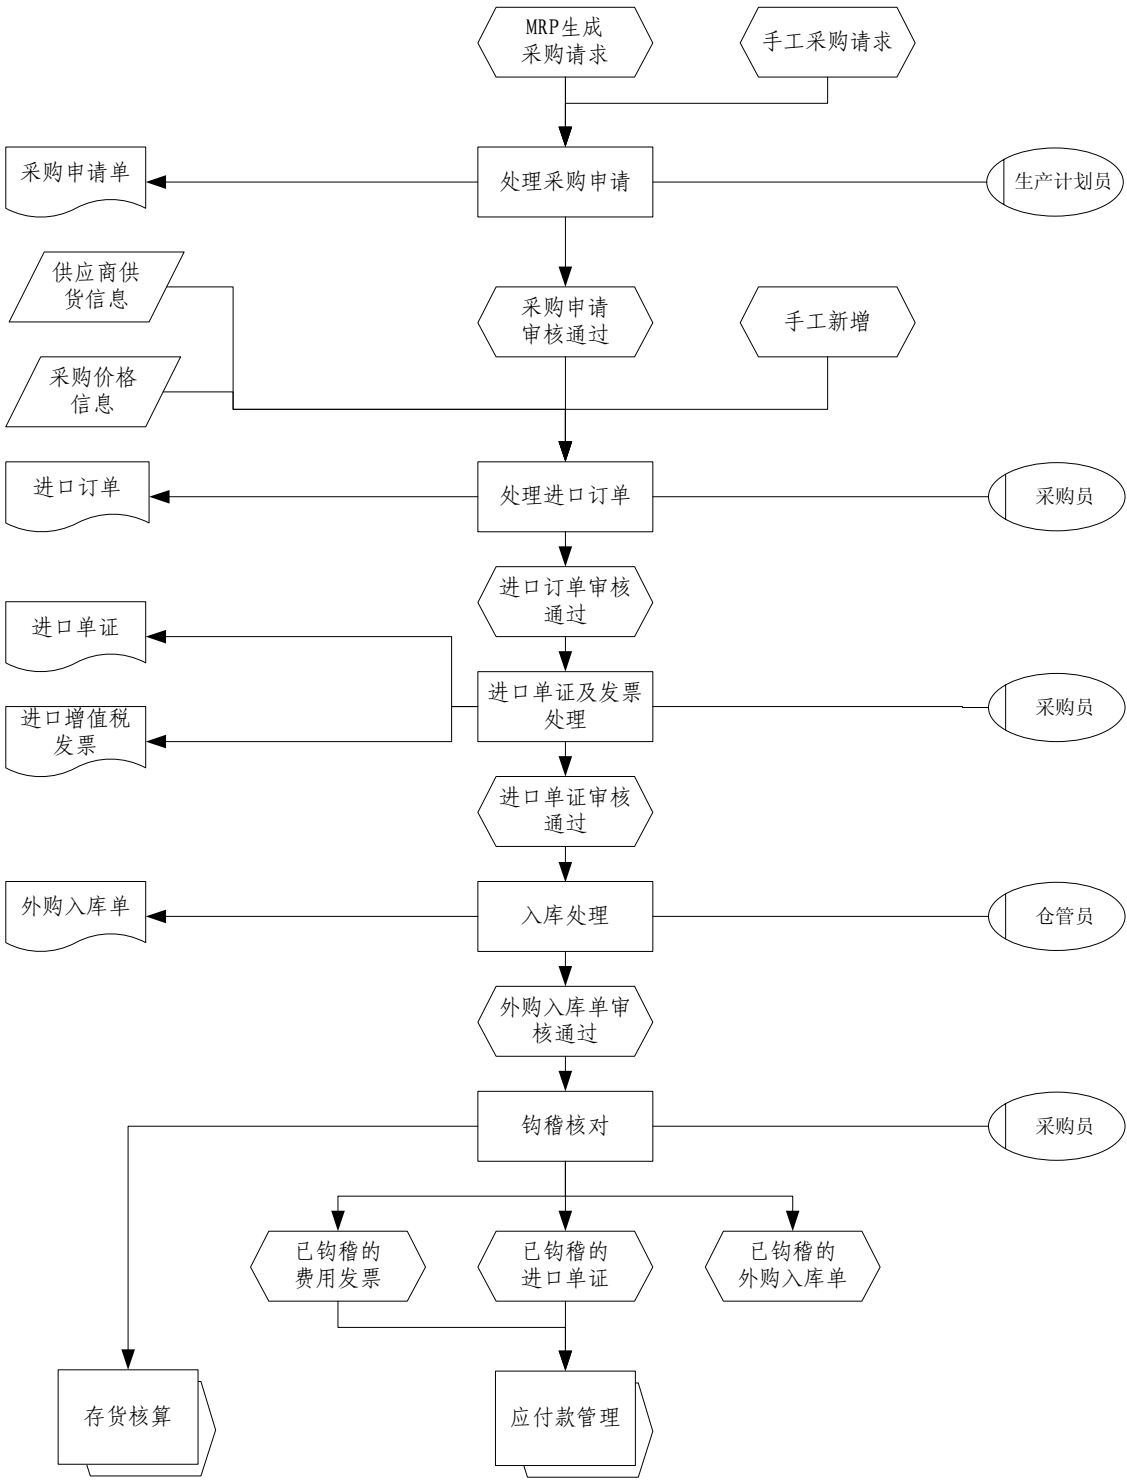 MRP生成
采购请求
手工采购请求
采购申请单
处理采购申请
生产计划员
供应商供
货信息
采购申请
审核通过
手工新增
采购价格
信息
进口订单
处理进口订单
采购员
进口订单审核
通过
进口单证
进口单证及发票
处理
采购员
进口增值税
发票
进口单证审核
通过
外购入库单
入库处理
仓管员
外购入库单审
核通过
钩稽核对
采购员
已钩稽的
费用发票
已钩稽的
进口单证
已钩稽的
外购入库单
存货核算
应付款管理